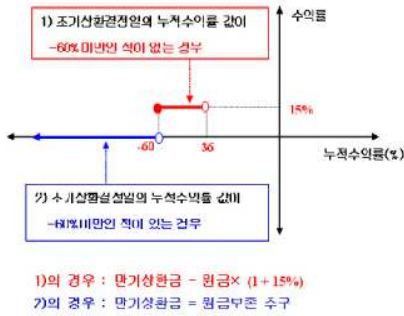 1) 조기상환결정일의 누적수익률 값이
-60% 미만인 적이 없는 경우
수익률
15%
-60
36
누적수익률(%)
2) 조기상환결정일의 누적수익률 값이
-60%미만인 적이 있는 경우
1)의 경우 : 만기상환금 = 원금× (1+15%)
2)의 경우 : 만기상환금 = 원금보존 추구